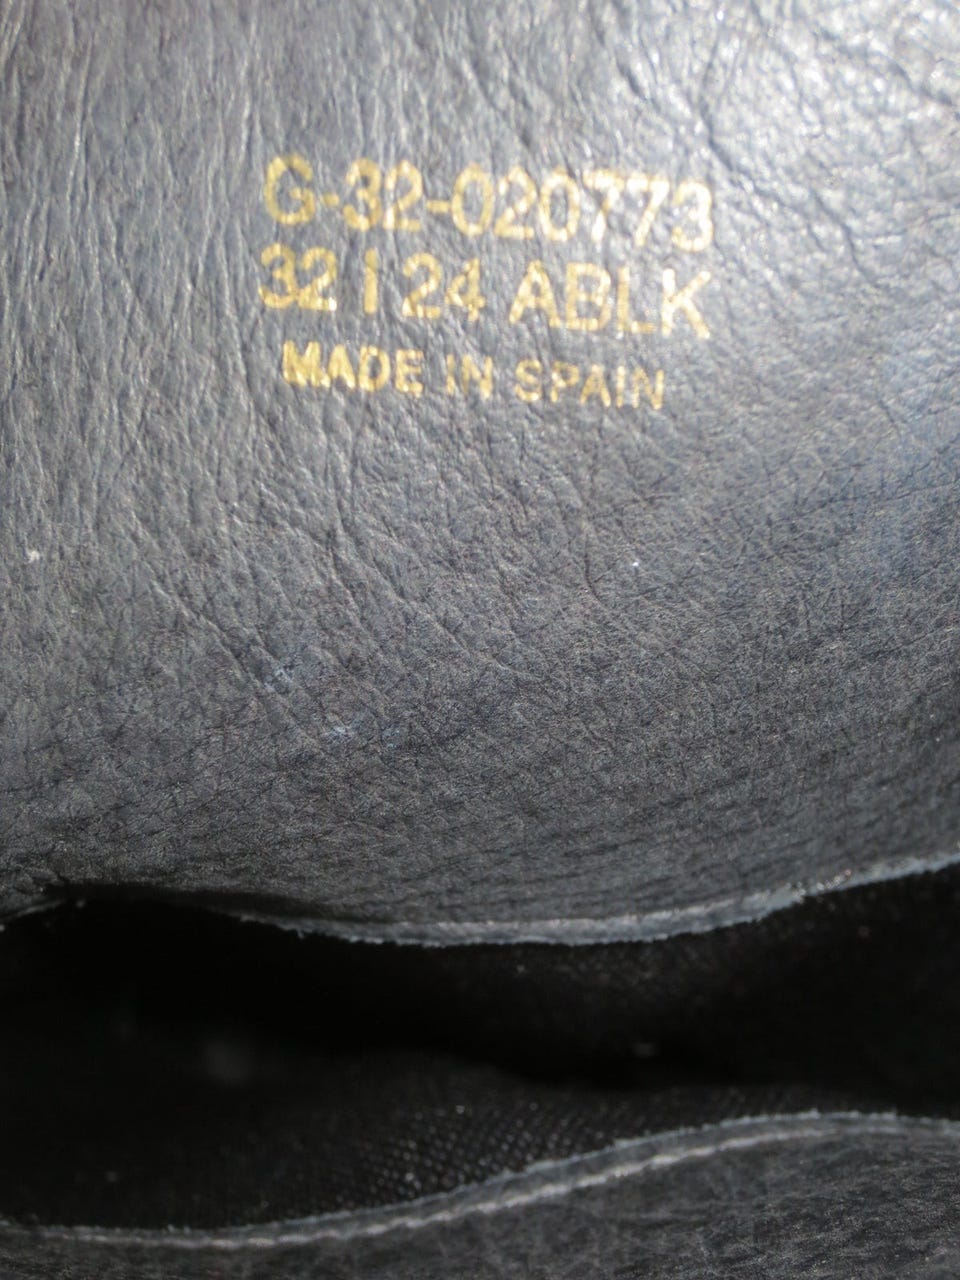 G-32-020773
32 I 24 ABLK
MADE IN SPAIN